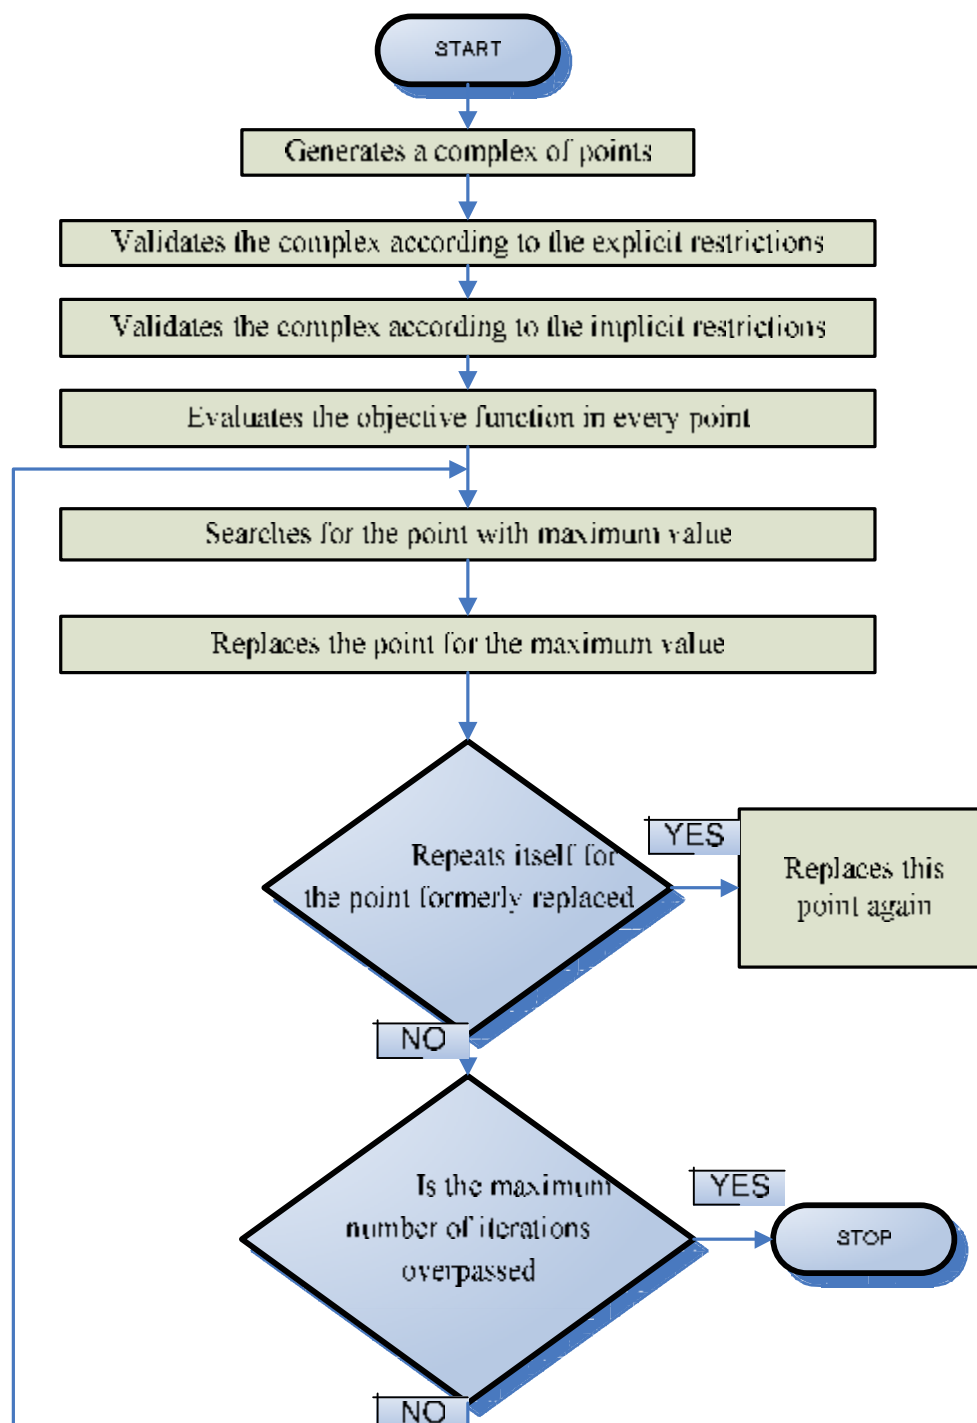 START
Generates a complex of points
Validates the complex according to the explicit restrictions
Validates the complex according to the implicit restrictions
Evaluates the objective function in every point
Searches for the point with maximum value
Replaces the point for the maximum value
Repeats itself for
the point formerly replaced
YES
Replaces this
point again
NO
Is the maximum
number of iterations
overpassed
YES
STOP
NO